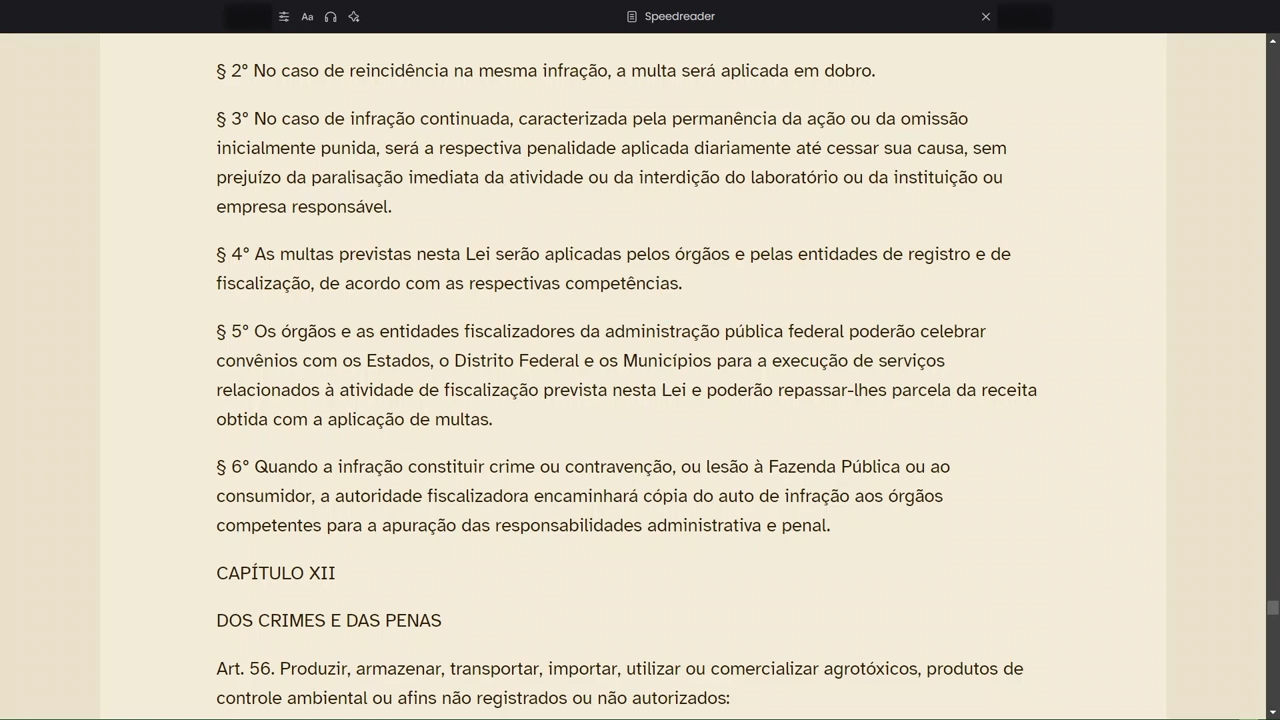 Aa
Speedreader
§ 2º No caso de reincidência na mesma infração, a multa será aplicada em dobro.
§ 3º No caso de infração continuada, caracterizada pela permanência da ação ou da omissão
inicialmente punida, será a respectiva penalidade aplicada diariamente até cessar sua causa, sem
prejuízo da paralisação imediata da atividade ou da interdição do laboratório ou da instituição ou
empresa responsável.
§ 4º As multas previstas nesta Lei serão aplicadas pelos órgãos e pelas entidades de registro e de
fiscalização, de acordo com as respectivas competências.
§ 5º Os órgãos e as entidades fiscalizadores da administração pública federal poderão celebrar
convênios com os Estados, o Distrito Federal e os Municípios para a execução de serviços
relacionados à atividade de fiscalização prevista nesta Lei e poderão repassar-lhes parcela da receita
obtida com a aplicação de multas.
§ 6º Quando a infração constituir crime ou contravenção, ou lesão à Fazenda Pública ou ao
consumidor, a autoridade fiscalizadora encaminhará cópia do auto de infração aos órgãos
competentes para a apuração das responsabilidades administrativa e penal.
CAPÍTULO XII
DOS CRIMES E DAS PENAS
Art. 56. Produzir, armazenar, transportar, importar, utilizar ou comercializar agrotóxicos, produtos de
controle ambiental ou afins não registrados ou não autorizados: